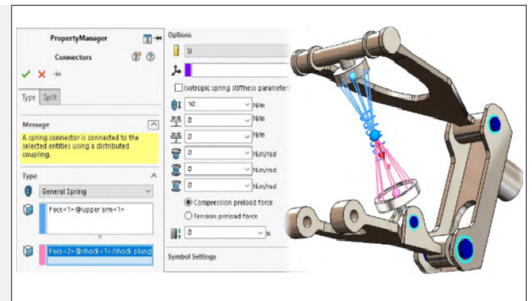 PropertyManager
Connectors
Type
Split
Message
A spring connector is connected to the
selected entities using a distributed
coupling.
Type
General Spring
Face<1>@upper arm<1>
Face<2>@shock<1>/shock plung
Options
SI
Isotropic spring stiffness parameter
10 N/m
0 N/m
0 N/m
0 N.m/rad
0 N.m/rad
0 N.m/rad
Compression preload force
Tension preload force
0 N
Symbol Settings